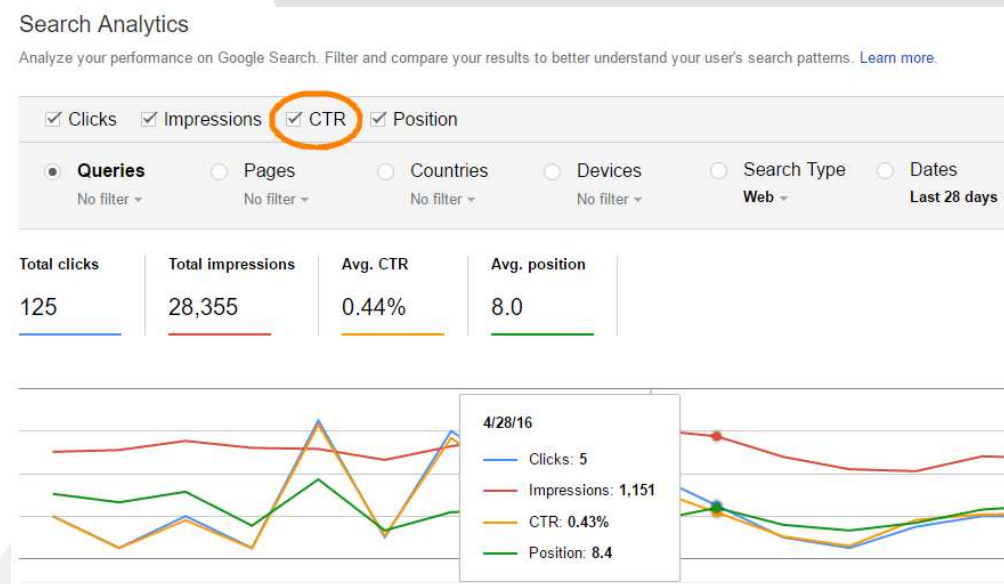 Search Analytics
Analyze your performance on Google Search. Filter and compare your results to better understand your user's search patterns. Learn more.
Clicks Impressions CTR Position
Queries Pages Countries Devices Search Type Dates
No filter No filter No filter No filter Web Last 28 days
Total clicks Total impressions Avg. CTR Avg. position
125 28,355 0.44% 8.0
4/28/16
Clicks: 5
Impressions: 1,151
CTR: 0.43%
Position: 8.4